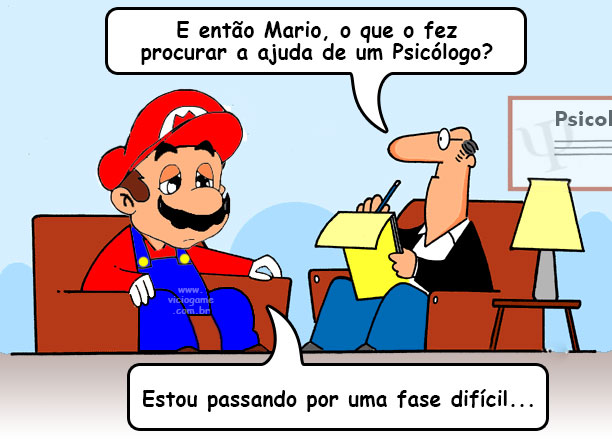 E então Mario, o que o fez
procurar a ajuda de um Psicólogo?
Psicol
M
www.
viciogame
.com.br
Estou passando por uma fase difícil...